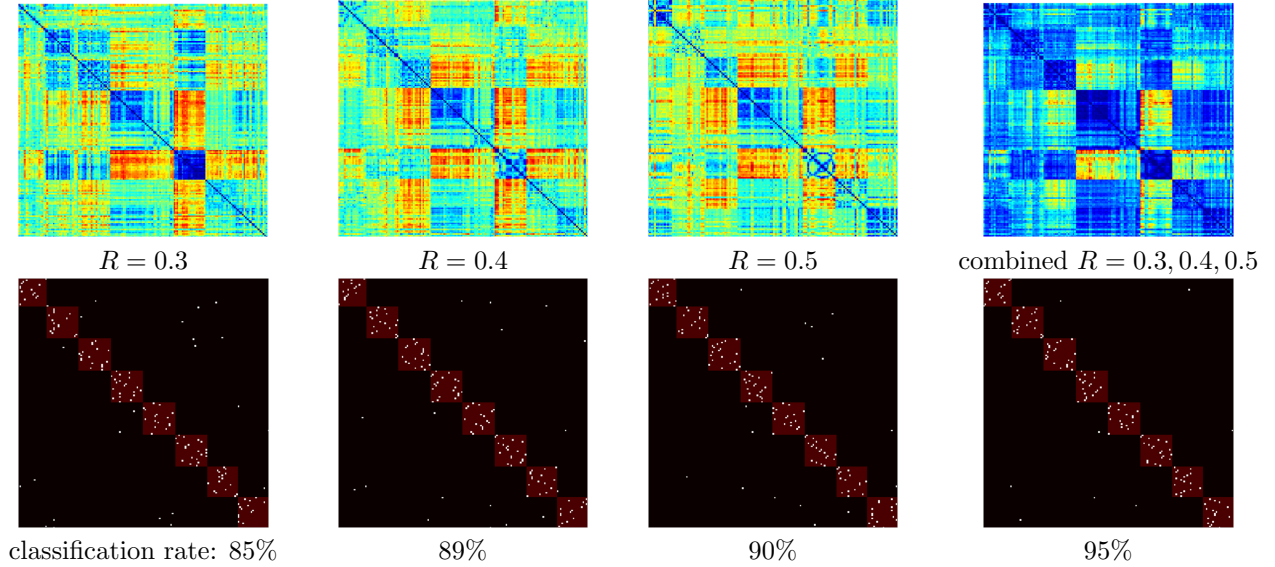 R = 0.3
R = 0.4
R = 0.5
combined R = 0.3, 0.4, 0.5
classification rate: 85%
89%
90%
95%